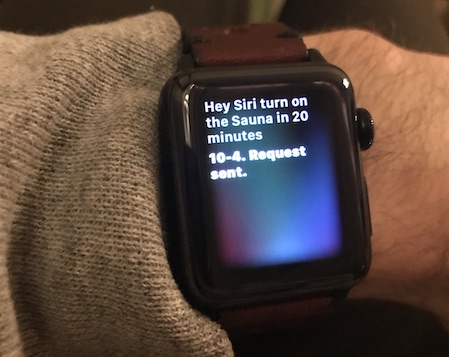 Hey Siri turn on
the Sauna in 20
minutes
10-4. Request
sent.